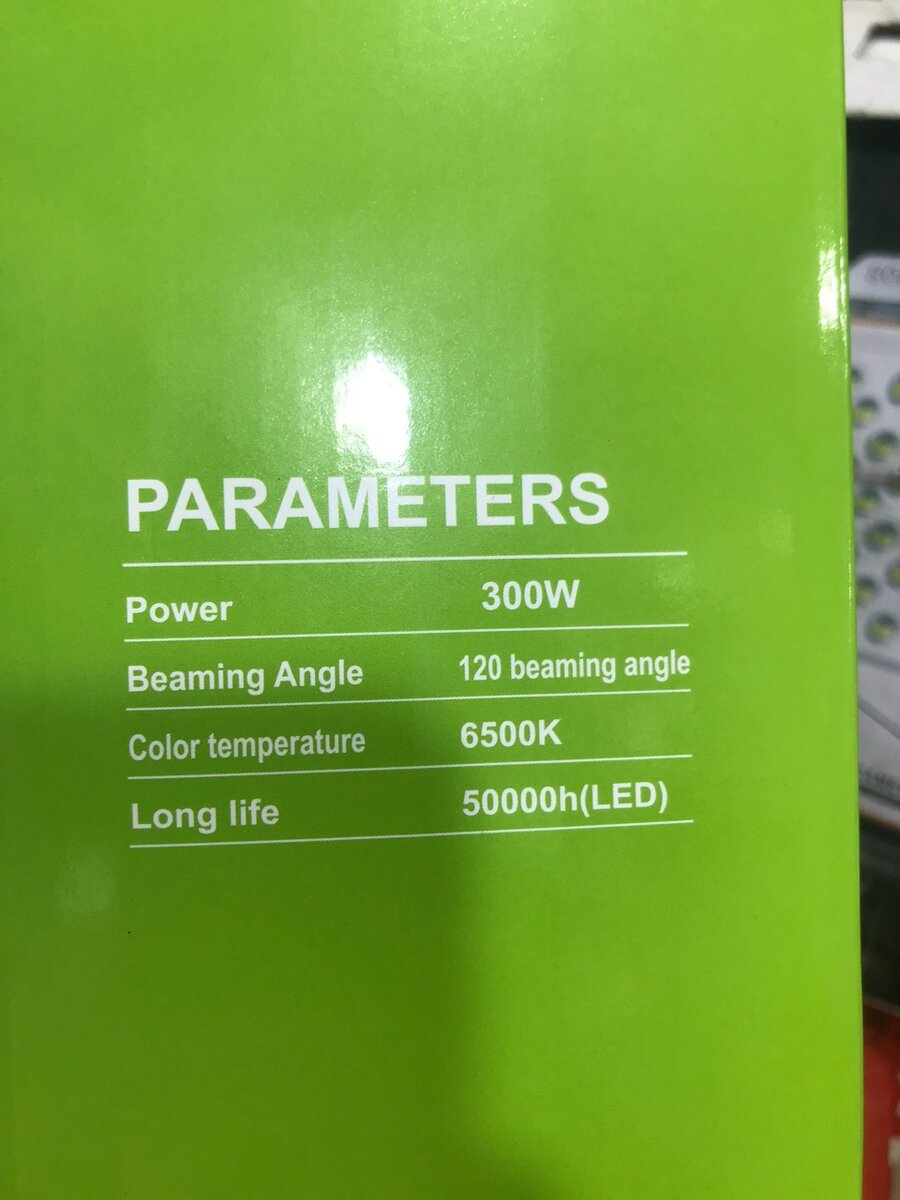 PARAMETERS
Power 300W
Beaming Angle 120 beaming angle
Color temperature 6500K
Long life 50000h(LED)